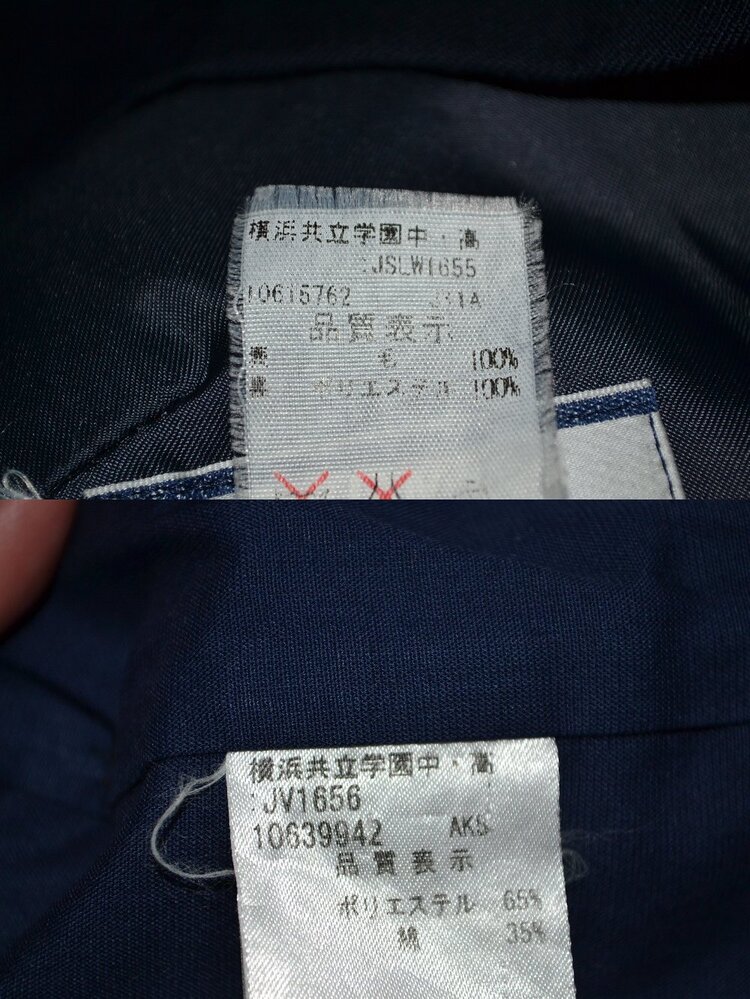 横浜共立学園中・高
:JSLW1655
10615762
品質表示
表 毛 100%
裏 ポリエステル 100%
横浜共立学園中・高
:JV1656
10639942 AKS
品質表示
ポリエステル 65%
綿 35%